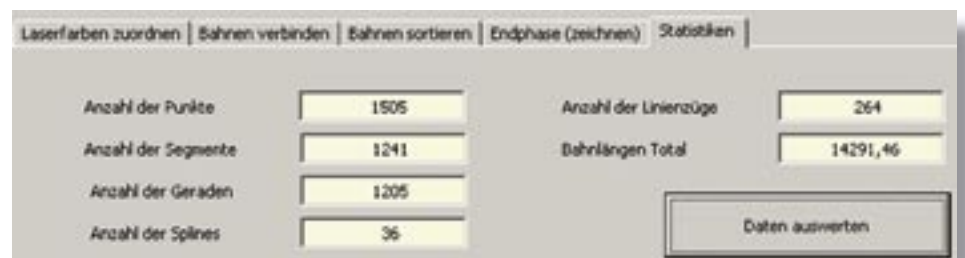 Laserfarben zuordnen Bahnen verbinden Bahnen sortieren Endphase (zeichnen) Statistiken
Anzahl der Punkte 1505 Anzahl der Linienzüge 264
Anzahl der Segmente 1241 Bahnlängen Total 14291,46
Anzahl der Geraden 1205
Anzahl der Splines 36
Daten auswerten